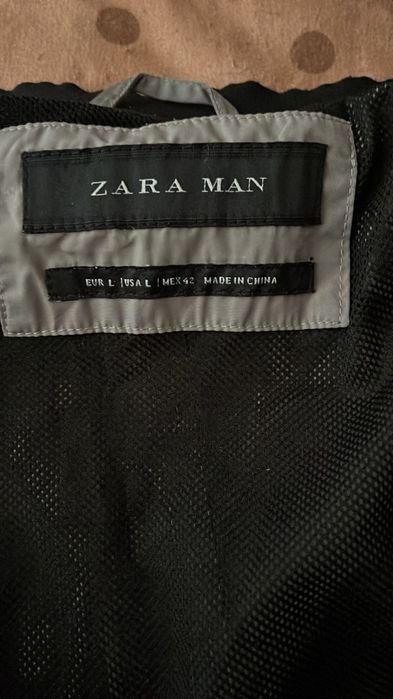 ZARA MAN
EUR L | USA L | MEX 42 MADE IN CHINA